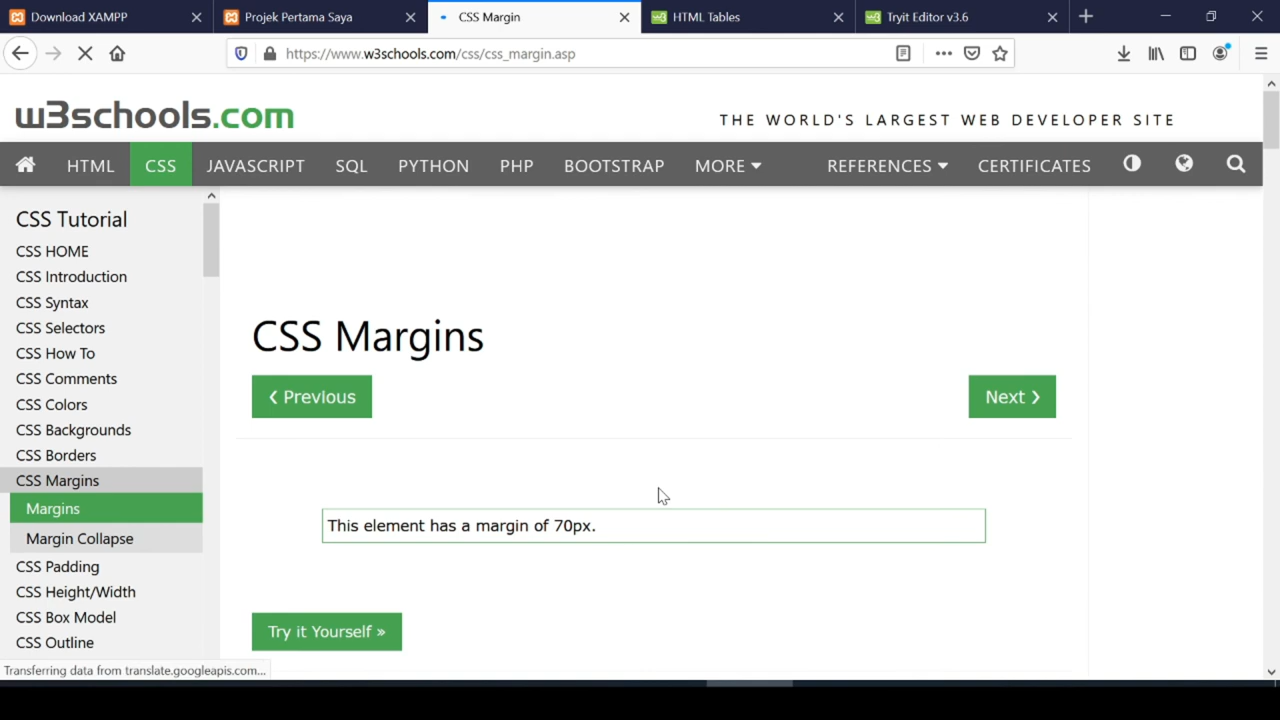 Download XAMPP
Projek Pertama Saya
CSS Margin
HTML Tables
Tryit Editor v3.6
https://www.w3schools.com/css/css_margin.asp
w3schools.com
THE WORLD'S LARGEST WEB DEVELOPER SITE
HTML CSS JAVASCRIPT SQL PYTHON PHP BOOTSTRAP MORE REFERENCES CERTIFICATES
CSS Tutorial
CSS HOME
CSS Introduction
CSS Syntax
CSS Selectors
CSS How To
CSS Comments
CSS Colors
CSS Backgrounds
CSS Borders
CSS Margins
Margins
Margin Collapse
CSS Padding
CSS Height/Width
CSS Box Model
CSS Outline
CSS Margins
❮ Previous
Next ❯
This element has a margin of 70px.
Try it Yourself »
Transferring data from translate.googleapis.com...